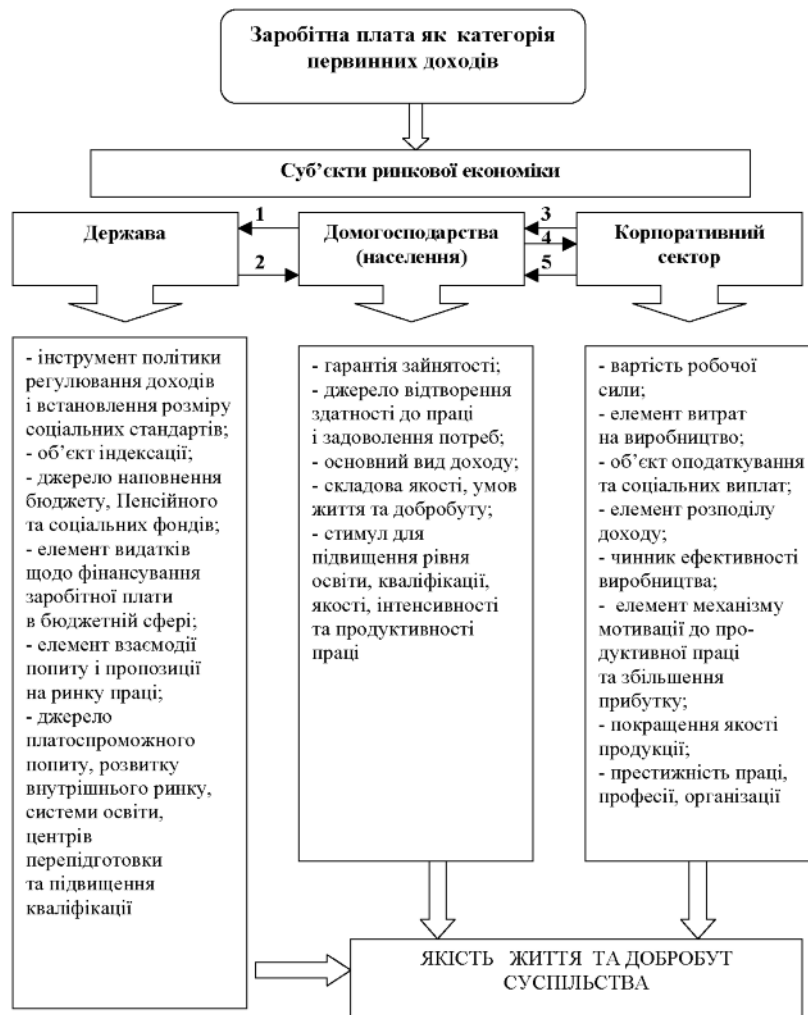 Заробітна плата як категорія
первинних доходів
Суб’єкти ринкової економіки
Держава
1
2
Домогосподарства
(населення)
3
4
5
Корпоративний
сектор
- інструмент політики
регулювання доходів
і встановлення розміру
соціальних стандартів;
- об’єкт індексації;
- джерело наповнення
бюджету, Пенсійного
та соціальних фондів;
- елемент видатків
щодо фінансування
заробітної плати
в бюджетній сфері;
- елемент взаємодії
попиту і пропозиції
на ринку праці;
- джерело
платоспроможного
попиту, розвитку
внутрішнього ринку,
системи освіти,
центрів
перепідготовки
та підвищення
кваліфікації
- гарантія зайнятості;
- джерело відтворення
здатності до праці
і задоволення потреб;
- основний вид доходу;
- складова якості, умов
життя та добробуту;
- стимул для
підвищення рівня
освіти, кваліфікації,
якості, інтенсивності
та продуктивності
праці
- вартість робочої
сили;
- елемент витрат
на виробництво;
- об’єкт оподаткування
та соціальних виплат;
- елемент розподілу
доходу;
- чинник ефективності
виробництва;
- елемент механізму
мотивації до про-
дуктивної праці
та збільшення
прибутку;
- покращення якості
продукції;
- престижність праці,
професії, організації
ЯКІСТЬ ЖИТТЯ ТА ДОБРОБУТ
СУСПІЛЬСТВА